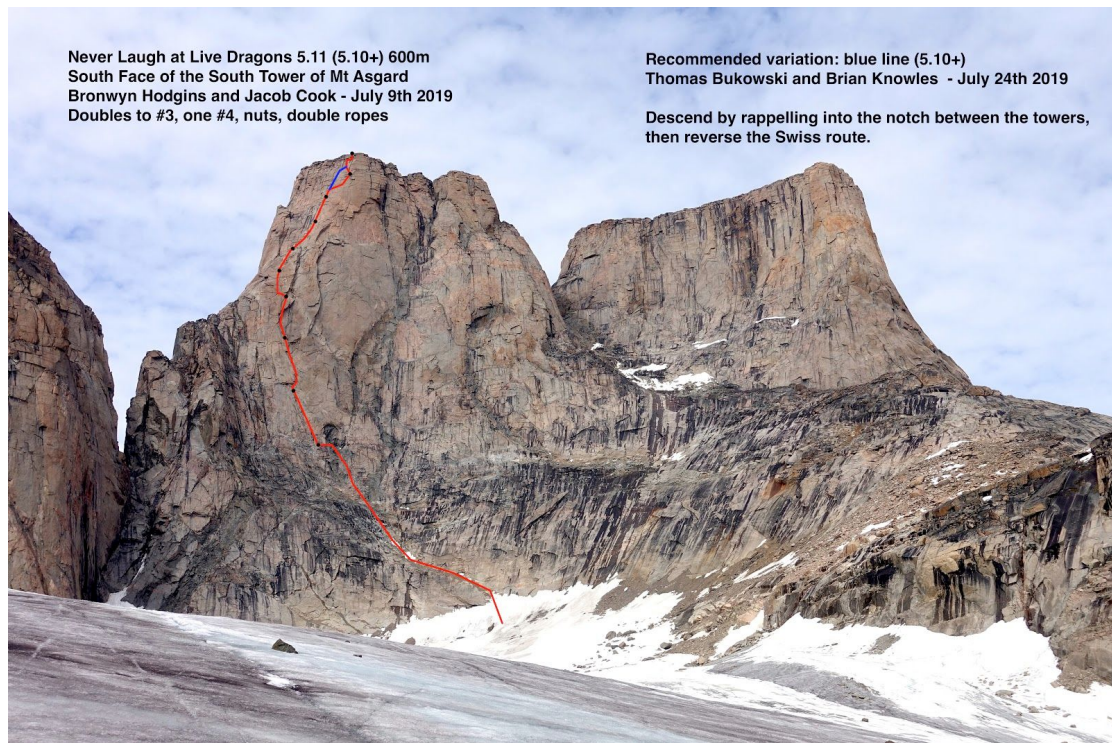 Never Laugh at Live Dragons 5.11 (5.10+) 600m
South Face of the South Tower of Mt Asgard
Bronwyn Hodgins and Jacob Cook - July 9th 2019
Doubles to #3, one #4, nuts, double ropes
Recommended variation: blue line (5.10+)
Thomas Bukowski and Brian Knowles - July 24th 2019
Descend by rappelling into the notch between the towers,
then reverse the Swiss route.